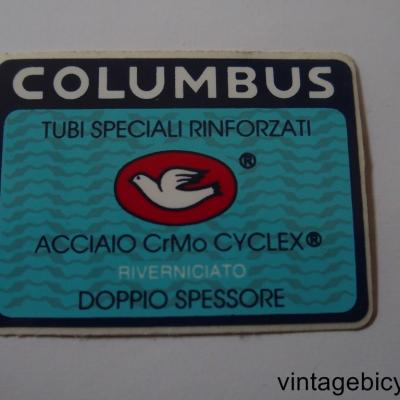 COLUMBUS
TUBI SPECIALI RINFORZATI
®
ACCIAIO CrMo CYCLEX®
RIVERNICIATO
DOPPIO SPESSORE
vintagebicy